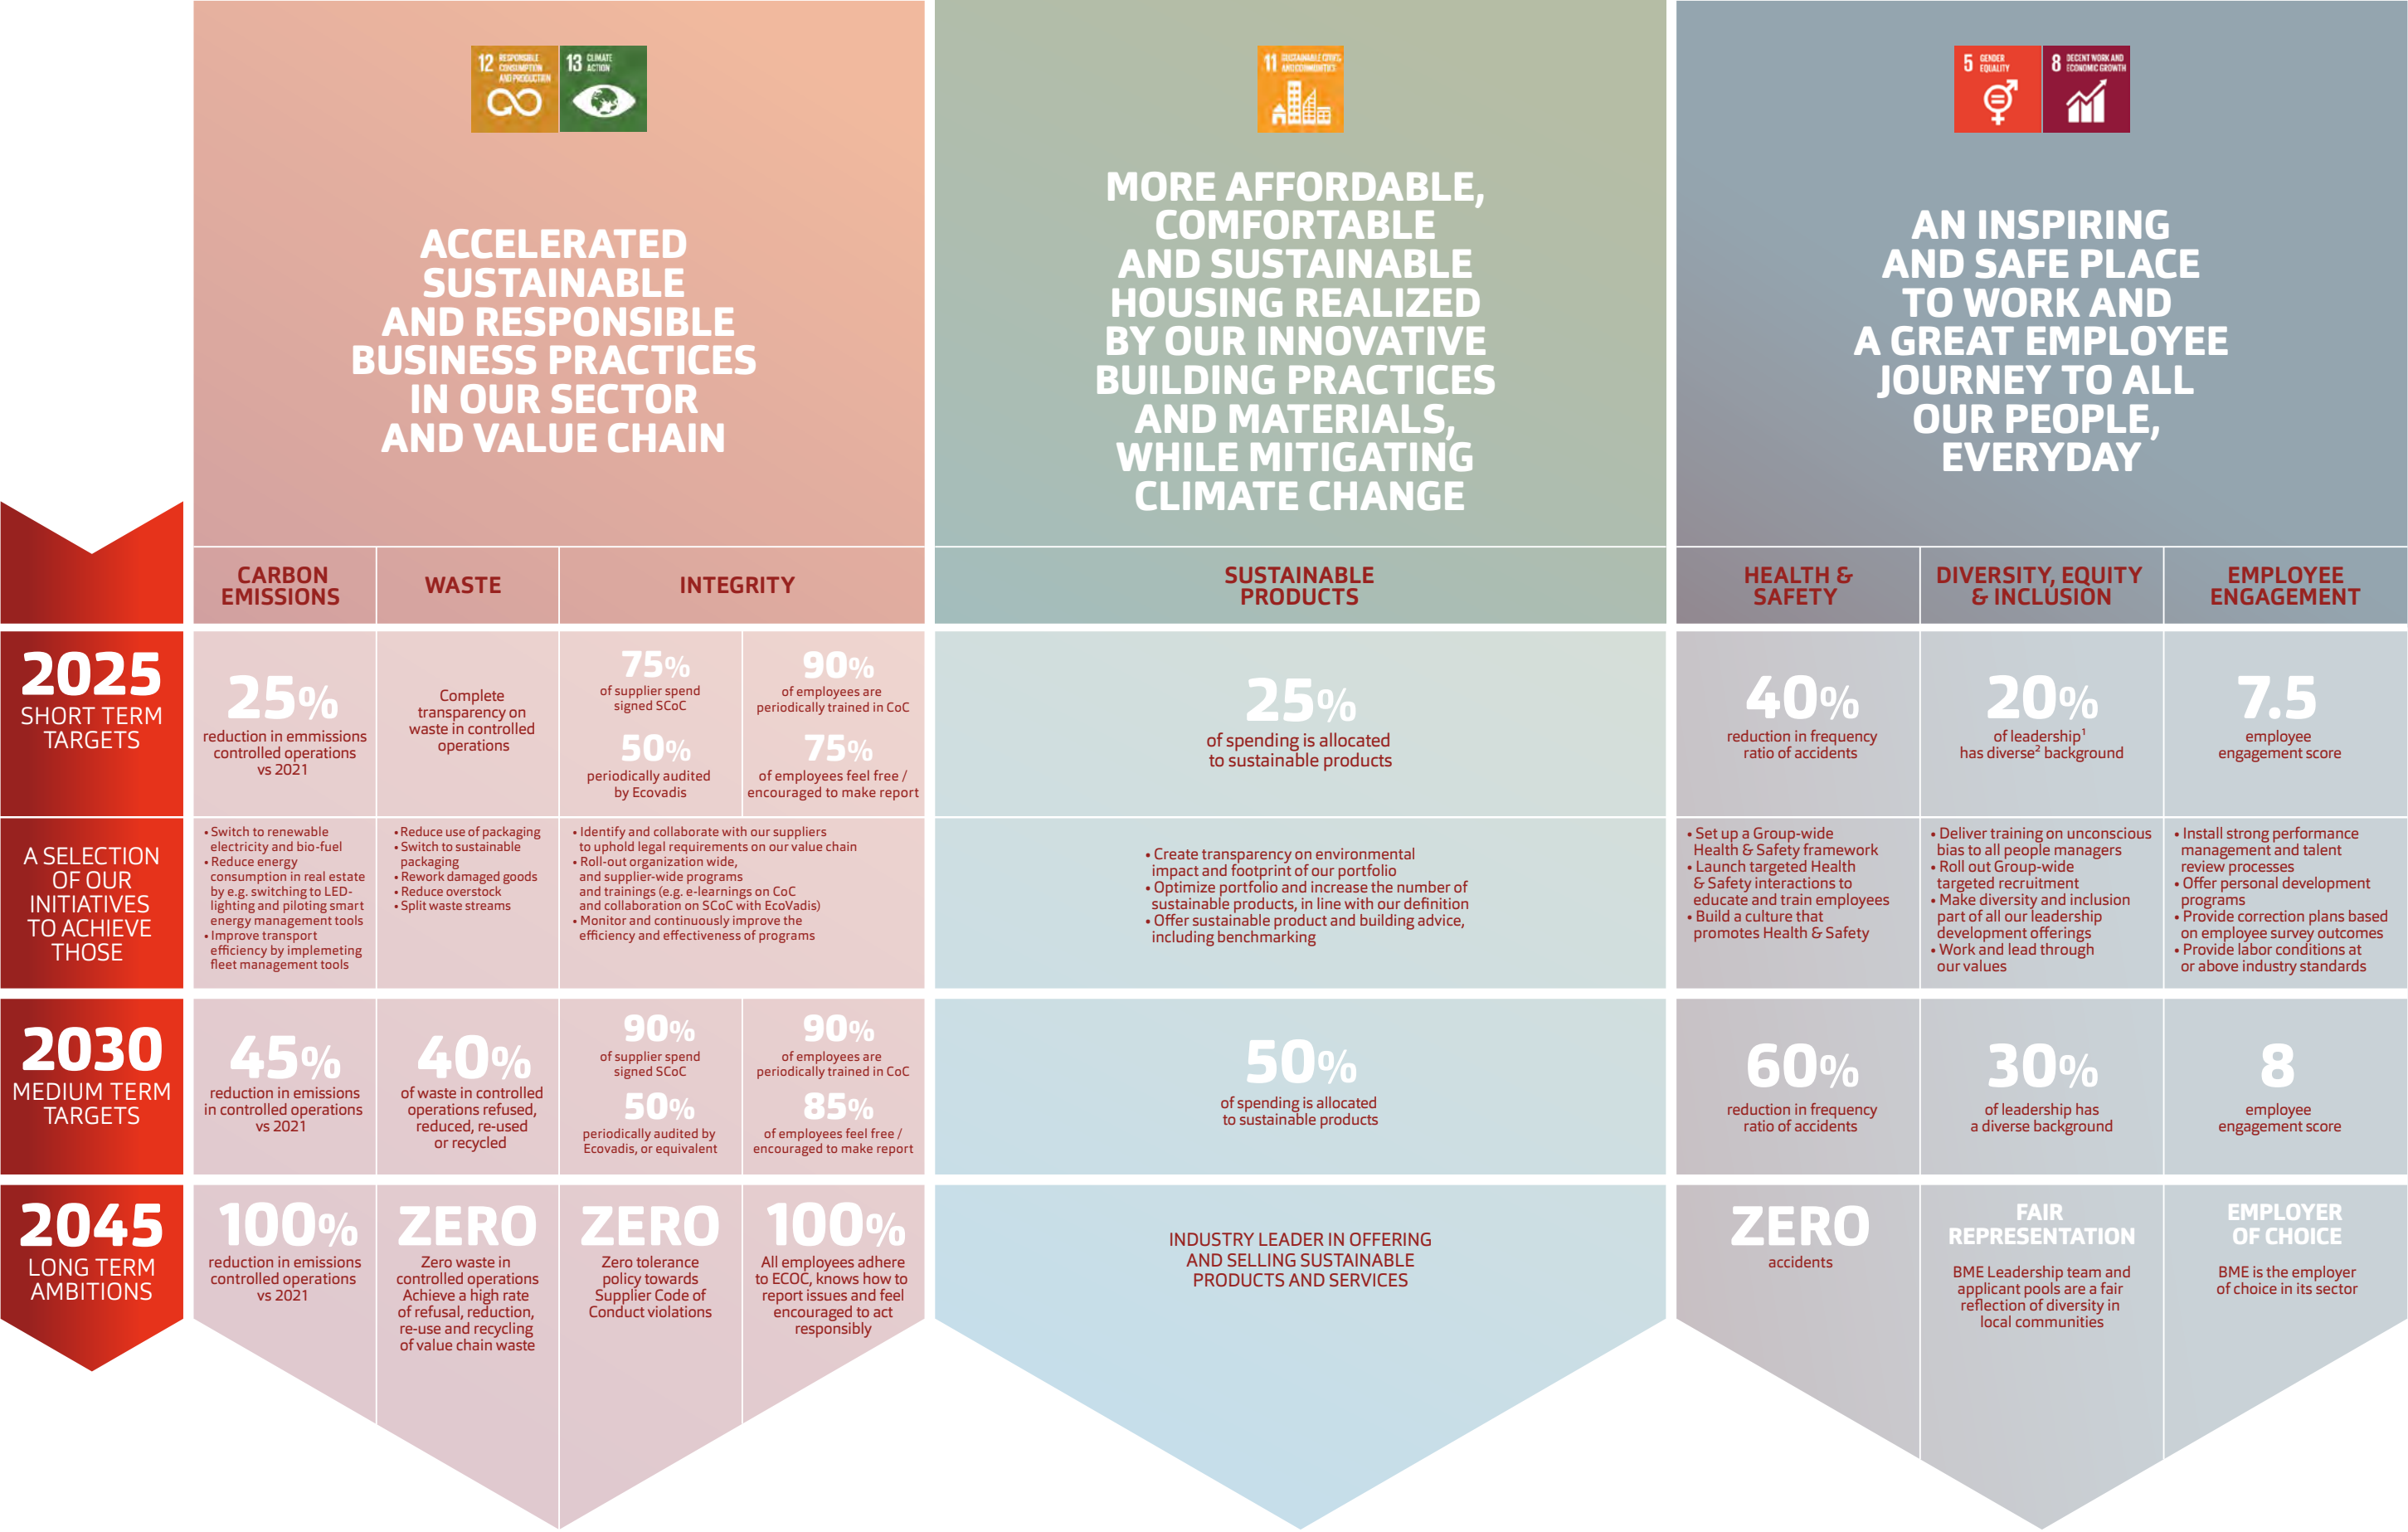 12 RESPONSIBLE
CONSUMPTION
AND PRODUCTION
13 CLIMATE
ACTION
ACCELERATED
SUSTAINABLE
AND RESPONSIBLE
BUSINESS PRACTICES
IN OUR SECTOR
AND VALUE CHAIN
11 SUSTAINABLE CITIES
AND COMMUNITIES
MORE AFFORDABLE,
COMFORTABLE
AND SUSTAINABLE
HOUSING REALIZED
BY OUR INNOVATIVE
BUILDING PRACTICES
AND MATERIALS,
WHILE MITIGATING
CLIMATE CHANGE
5 GENDER
EQUALITY
8 DECENT WORK AND
ECONOMIC GROWTH
AN INSPIRING
AND SAFE PLACE
TO WORK AND
A GREAT EMPLOYEE
JOURNEY TO ALL
OUR PEOPLE,
EVERYDAY
CARBON
EMISSIONS
WASTE
INTEGRITY
SUSTAINABLE
PRODUCTS
HEALTH &
SAFETY
DIVERSITY, EQUITY
& INCLUSION
EMPLOYEE
ENGAGEMENT
2025
SHORT TERM
TARGETS
25%
reduction in emmissions
controlled operations
vs 2021
Complete
transparency on
waste in controlled
operations
75%
of supplier spend
signed SCoC
50%
periodically audited
by Ecovadis
90%
of employees are
periodically trained in CoC
75%
of employees feel free /
encouraged to make report
25%
of spending is allocated
to sustainable products
40%
reduction in frequency
ratio of accidents
20%
of leadership¹
has diverse² background
7.5
employee
engagement score
A SELECTION
OF OUR
INITIATIVES
TO ACHIEVE
THOSE
• Switch to renewable
electricity and bio-fuel
• Reduce energy
consumption in real estate
by e.g. switching to LED-
lighting and piloting smart
energy management tools
• Improve transport
efficiency by implemeting
fleet management tools
• Reduce use of packaging
• Switch to sustainable
packaging
• Rework damaged goods
• Reduce overstock
• Split waste streams
• Identify and collaborate with our suppliers
to uphold legal requirements on our value chain
• Roll-out organization wide,
and supplier-wide programs
and trainings (e.g. e-learnings on CoC
and collaboration on SCoC with EcoVadis)
• Monitor and continuously improve the
efficiency and effectiveness of programs
• Create transparency on environmental
impact and footprint of our portfolio
• Optimize portfolio and increase the number of
sustainable products, in line with our definition
• Offer sustainable product and building advice,
including benchmarking
• Set up a Group-wide
Health & Safety framework
• Launch targeted Health
& Safety interactions to
educate and train employees
• Build a culture that
promotes Health & Safety
• Deliver training on unconscious
bias to all people managers
• Roll out Group-wide
targeted recruitment
• Make diversity and inclusion
part of all our leadership
development offerings
• Work and lead through
our values
• Install strong performance
management and talent
review processes
• Offer personal development
programs
• Provide correction plans based
on employee survey outcomes
• Provide labor conditions at
or above industry standards
2030
MEDIUM TERM
TARGETS
45%
reduction in emissions
in controlled operations
vs 2021
40%
of waste in controlled
operations refused,
reduced, re-used
or recycled
90%
of supplier spend
signed SCoC
50%
periodically audited by
Ecovadis, or equivalent
90%
of employees are
periodically trained in CoC
85%
of employees feel free /
encouraged to make report
50%
of spending is allocated
to sustainable products
60%
reduction in frequency
ratio of accidents
30%
of leadership has
a diverse background
8
employee
engagement score
2045
LONG TERM
AMBITIONS
100%
reduction in emissions
controlled operations
vs 2021
ZERO
Zero waste in
controlled operations
Achieve a high rate
of refusal, reduction,
re-use and recycling
of value chain waste
ZERO
Zero tolerance
policy towards
Supplier Code of
Conduct violations
100%
All employees adhere
to ECOC, knows how to
report issues and feel
encouraged to act
responsibly
INDUSTRY LEADER IN OFFERING
AND SELLING SUSTAINABLE
PRODUCTS AND SERVICES
ZERO
accidents
FAIR
REPRESENTATION
BME Leadership team and
applicant pools are a fair
reflection of diversity in
local communities
EMPLOYER
OF CHOICE
BME is the employer
of choice in its sector